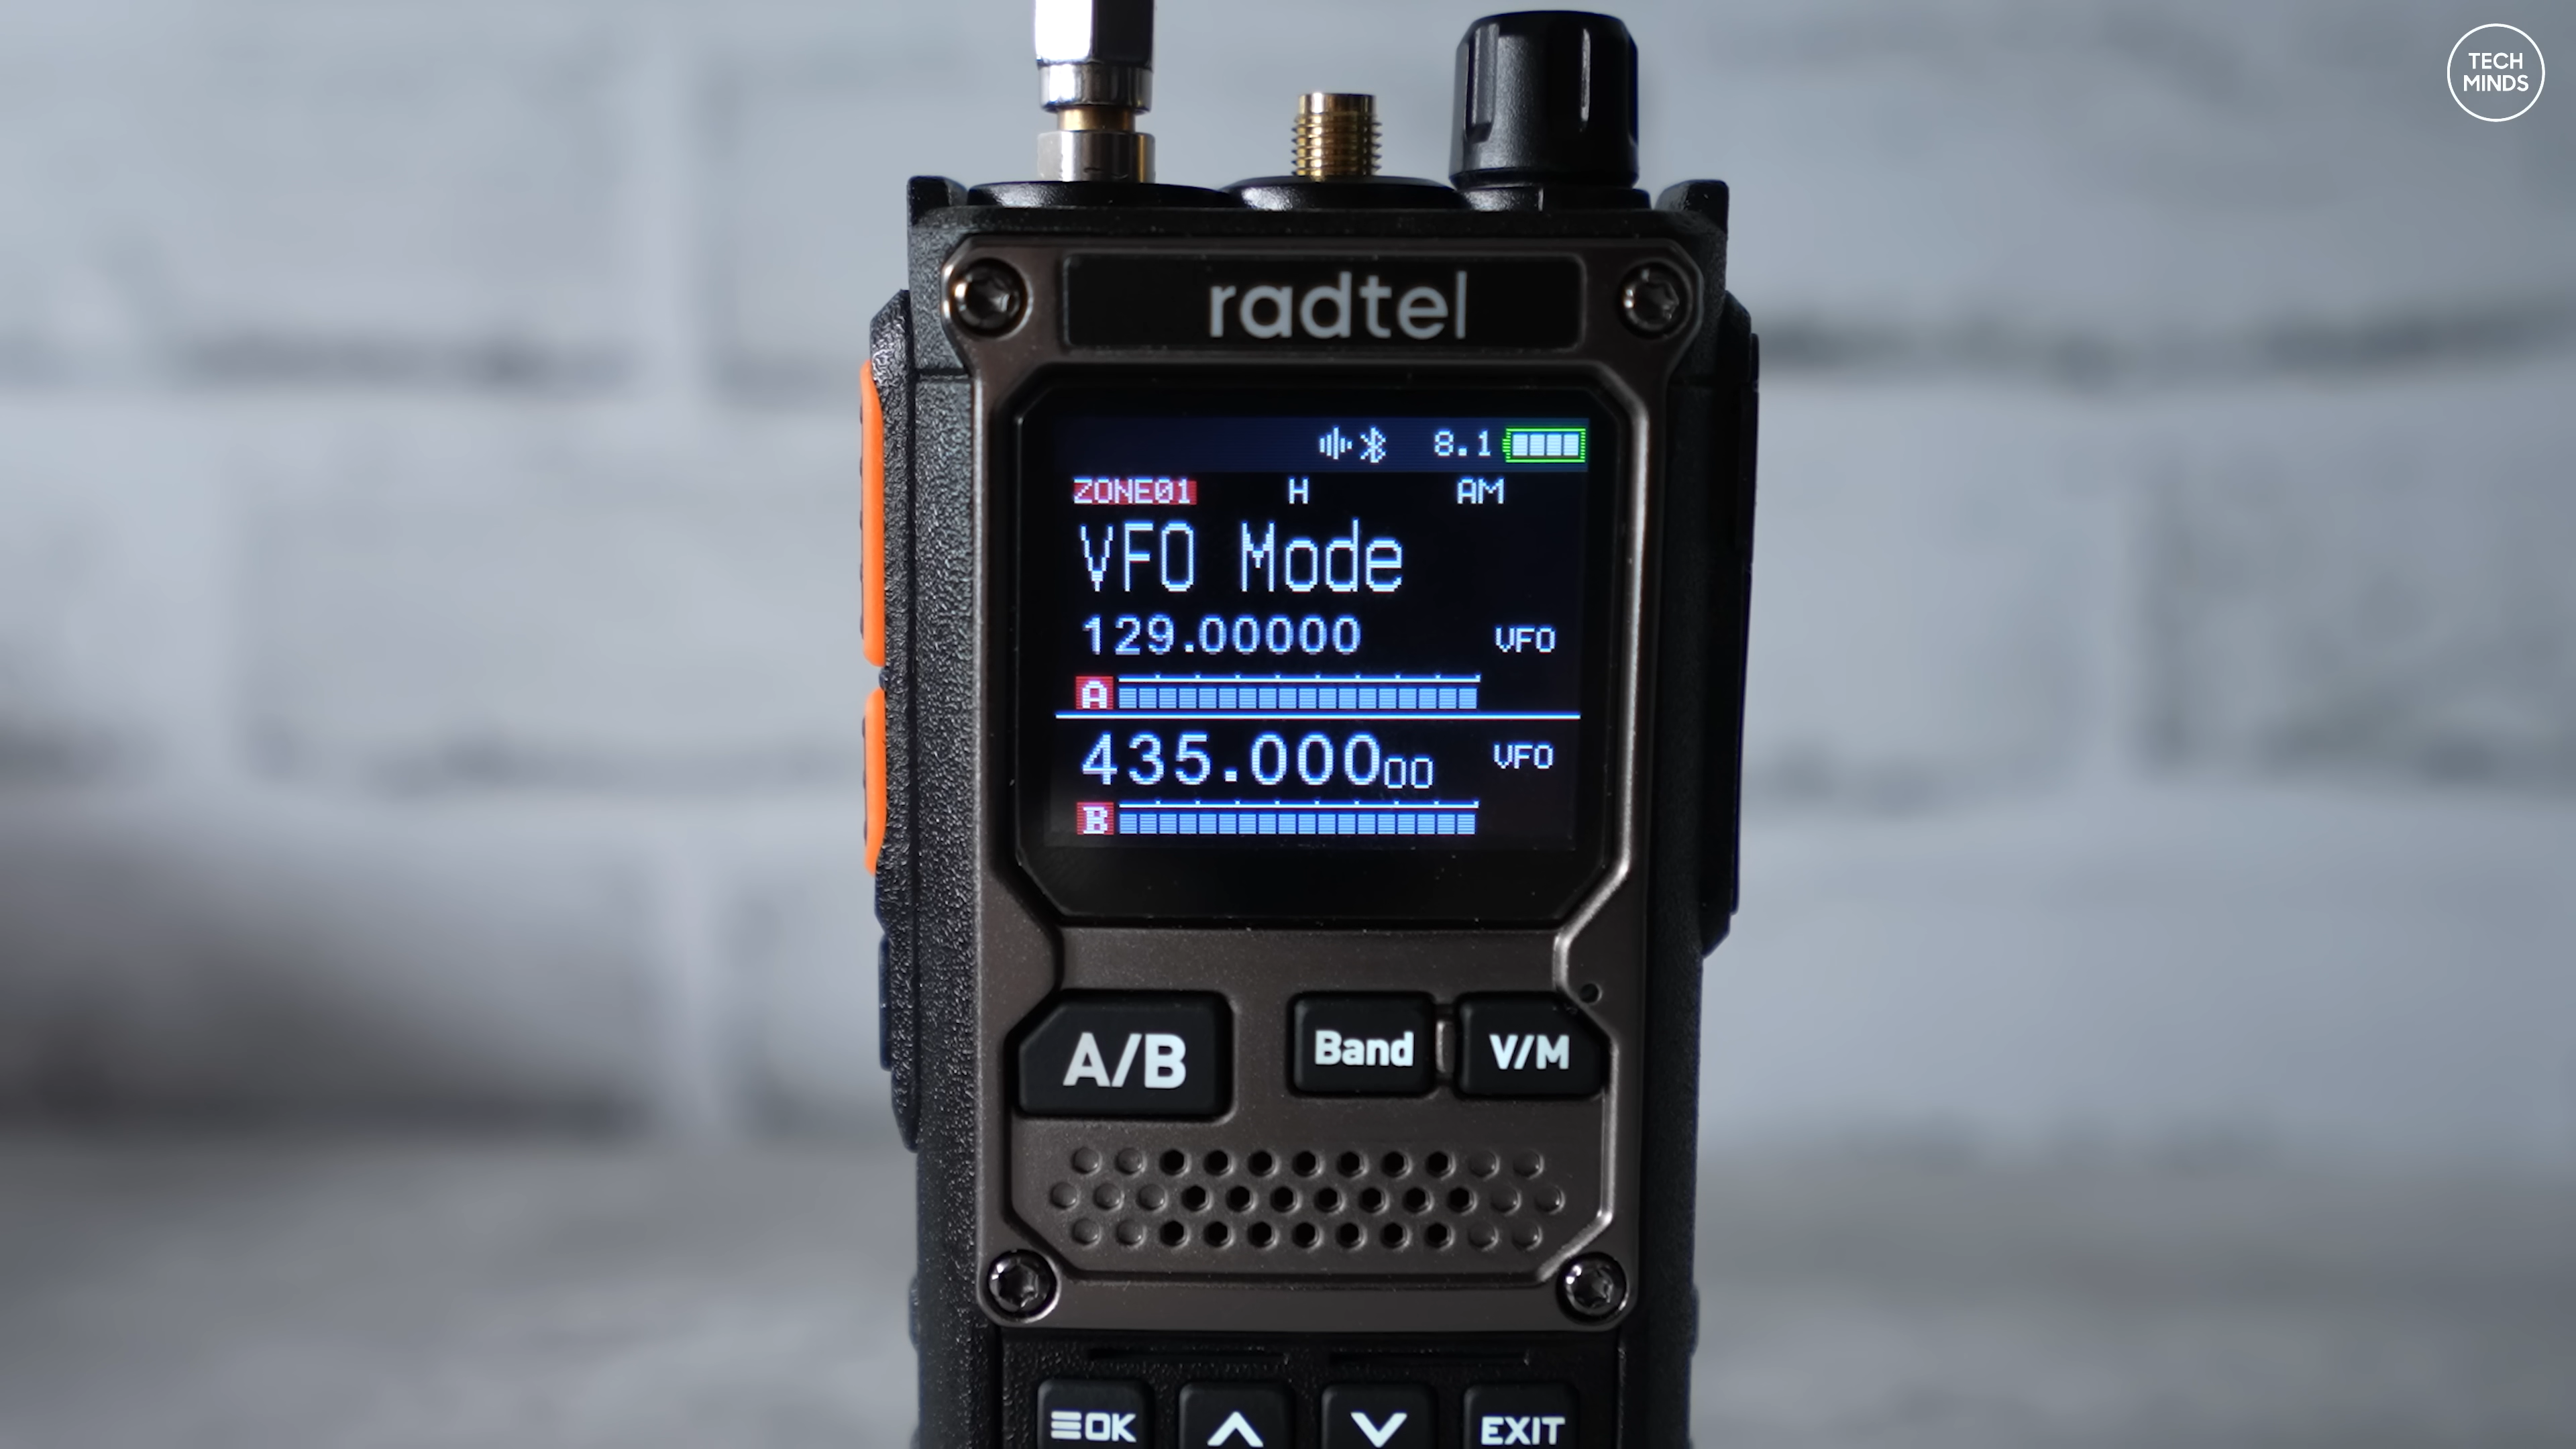 TECH
MINDS
radtel
8.1
ZONE01 H AM
VFO Mode
129.00000 VFO
A
435.00000 VFO
B
A/B Band V/M
OK EXIT